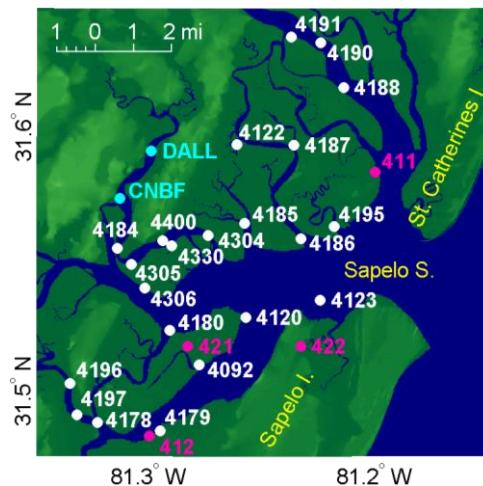 1 0 1 2 mi
4191
4190
4188
31.6° N
4122
4187
DALL
411
CNBF
St. Catherines I.
4185
4195
4400
4184
4304
4186
4330
4305
Sapelo S.
4306
4123
4120
4180
421
422
4092
31.5° N
4196
4197
Sapelo I.
4178
4179
412
81.3° W
81.2° W